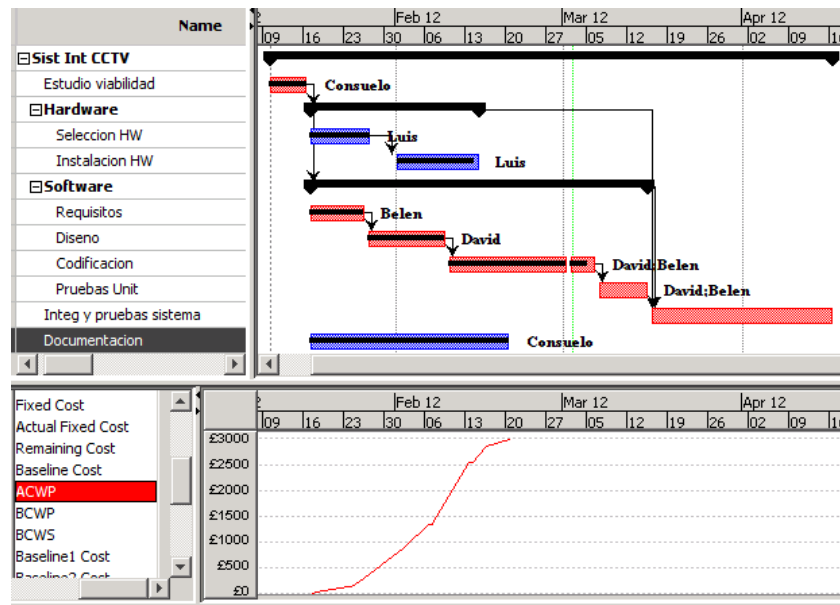 Name
Feb 12 Mar 12 Apr 12
09 16 23 30 06 13 20 27 05 12 19 26 02 09
Sist Int CCTV
Estudio viabilidad Consuelo
Hardware
Seleccion HW Luis
Instalacion HW Luis
Software
Requisitos Belen
Diseno David
Codificacion David;Belen
Pruebas Unit David;Belen
Integ y pruebas sistema
Documentacion Consuelo
Fixed Cost
Actual Fixed Cost
Remaining Cost
Baseline Cost
ACWP
BCWP
BCWS
Baseline1 Cost
Baseline2 Cost
Feb 12 Mar 12 Apr 12
09 16 23 30 06 13 20 27 05 12 19 26 02 09
£3000
£2500
£2000
£1500
£1000
£500
£0